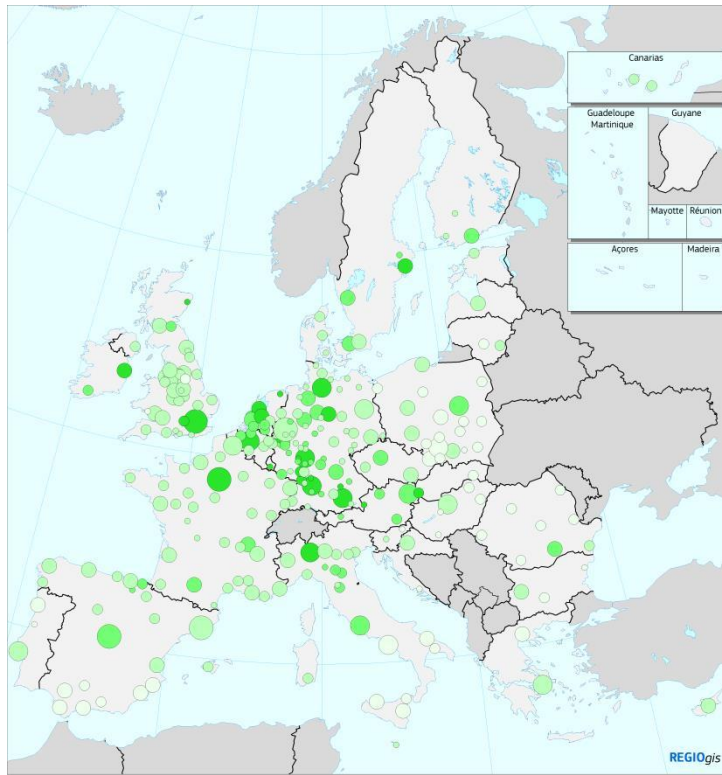 Canarias
Guadeloupe
Martinique
Guyane
Mayotte
Réunion
Açores
Madeira
REGIOgis